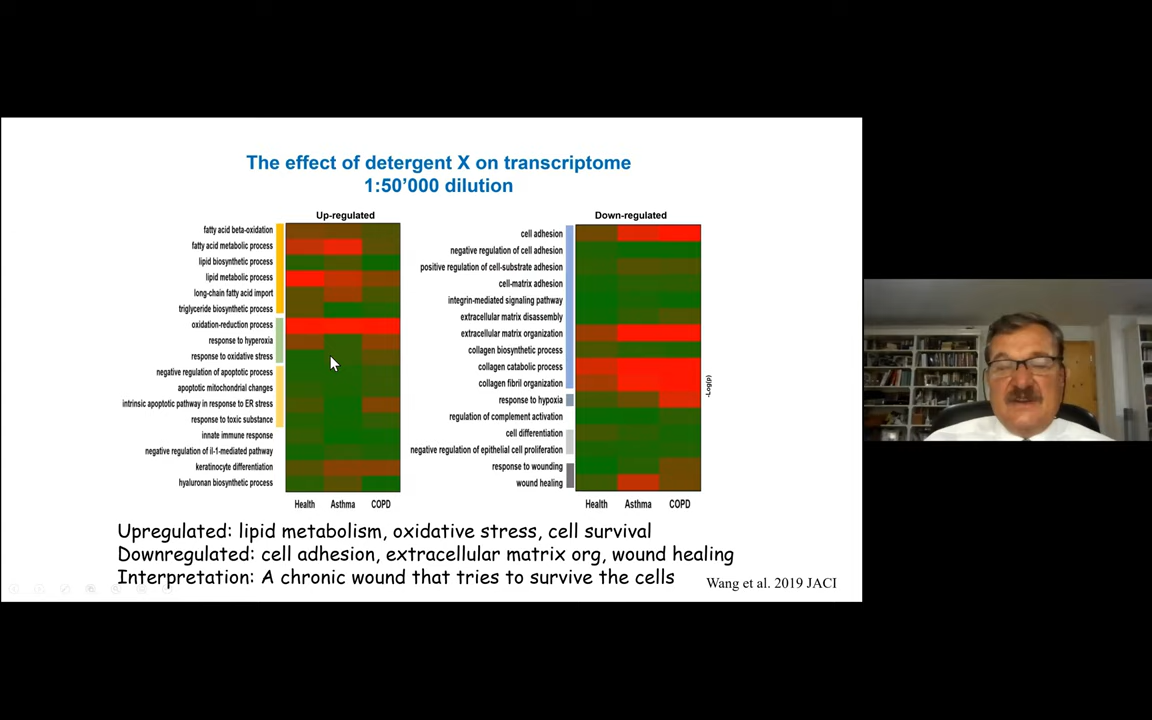 The effect of detergent X on transcriptome
1:50'000 dilution
Up-regulated
fatty acid beta-oxidation
fatty acid metabolic process
lipid biosynthetic process
lipid metabolic process
long-chain fatty acid import
triglyceride biosynthetic process
oxidation-reduction process
response to hyperoxia
response to oxidative stress
negative regulation of apoptotic process
apoptotic mitochondrial changes
intrinsic apoptotic pathway in response to ER stress
response to toxic substance
innate immune response
negative regulation of il-1-mediated pathway
keratinocyte differentiation
hyaluronan biosynthetic process
Health Asthma COPD
Down-regulated
cell adhesion
negative regulation of cell adhesion
positive regulation of cell-substrate adhesion
cell-matrix adhesion
integrin-mediated signaling pathway
extracellular matrix disassembly
extracellular matrix organization
collagen biosynthetic process
collagen catabolic process
collagen fibril organization
response to hypoxia
regulation of complement activation
cell differentiation
negative regulation of epithelial cell proliferation
response to wounding
wound healing
Health Asthma COPD
-Log(p)
Upregulated: lipid metabolism, oxidative stress, cell survival
Downregulated: cell adhesion, extracellular matrix org, wound healing
Interpretation: A chronic wound that tries to survive the cells
Wang et al. 2019 JACI